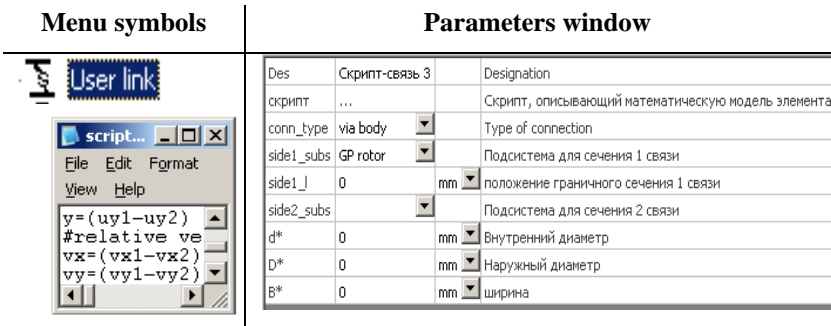 Menu symbols
Parameters window
User link
script...
File Edit Format
View Help
y=(uy1-uy2)
#relative ve
vx=(vx1-vx2)
vy=(vy1-vy2)
Des Скрипт-связь 3 Designation
скрипт ... Скрипт, описывающий математическую модель элемента
conn_type via body Type of connection
side1_subs GP rotor Подсистема для сечения 1 связи
side1_l 0 mm положение граничного сечения 1 связи
side2_subs Подсистема для сечения 2 связи
d* 0 mm Внутренний диаметр
D* 0 mm Наружный диаметр
B* 0 mm ширина